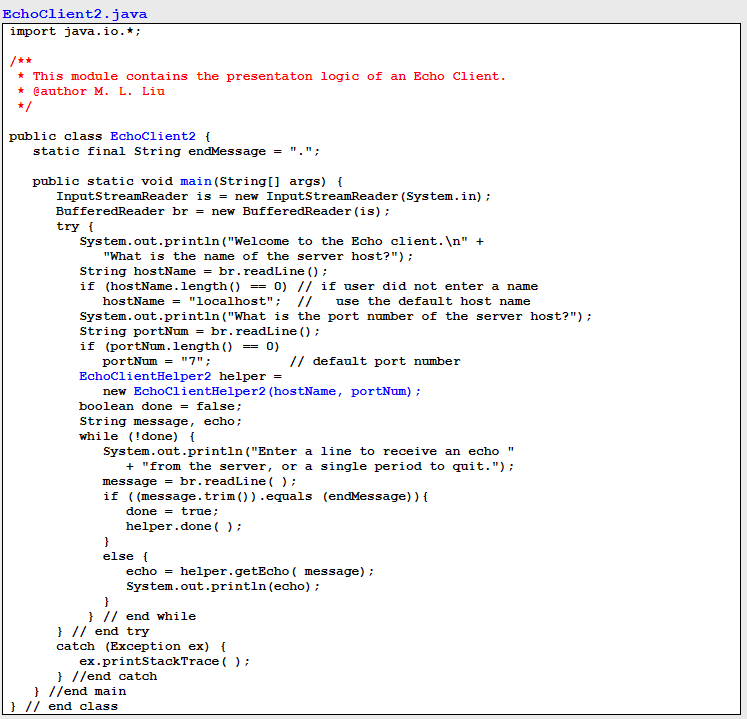 EchoClient2.java
import java.io.*;
/**
* This module contains the presentaton logic of an Echo Client.
* @author M. L. Liu
*/
public class EchoClient2 {
static final String endMessage = ".";
public static void main(String[] args) {
InputStreamReader is = new InputStreamReader(System.in);
BufferedReader br = new BufferedReader(is);
try {
System.out.println("Welcome to the Echo client.\n" +
"What is the name of the server host?");
String hostName = br.readLine();
if (hostName.length() == 0) // if user did not enter a name
hostName = "localhost"; // use the default host name
System.out.println("What is the port number of the server host?");
String portNum = br.readLine();
if (portNum.length() == 0)
portNum = "7"; // default port number
EchoClientHelper2 helper =
new EchoClientHelper2(hostName, portNum);
boolean done = false;
String message, echo;
while (!done) {
System.out.println("Enter a line to receive an echo "
+ "from the server, or a single period to quit.");
message = br.readLine( );
if ((message.trim()).equals (endMessage)){
done = true;
helper.done( );
}
else {
echo = helper.getEcho( message);
System.out.println(echo);
}
} // end while
} // end try
catch (Exception ex) {
ex.printStackTrace( );
} //end catch
} //end main
} // end class